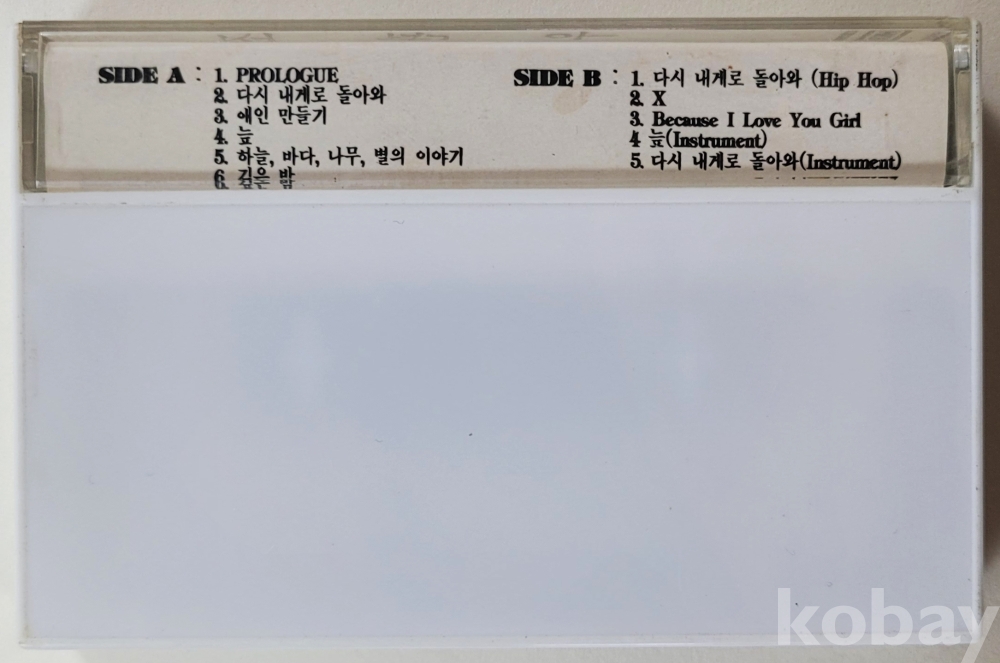 SIDE A :
1. PROLOGUE
2. 다시 내계로 돌아와
3. 애인 만들기
4. 늪
5. 하늘, 바다, 나무, 별의 이야기
6. 깊은 밤
SIDE B :
1. 다시 내계로 돌아와 (Hip Hop)
2. X
3. Because I Love You Girl
4 늪(Instrument)
5. 다시 내계로 돌아와(Instrument)
kobay